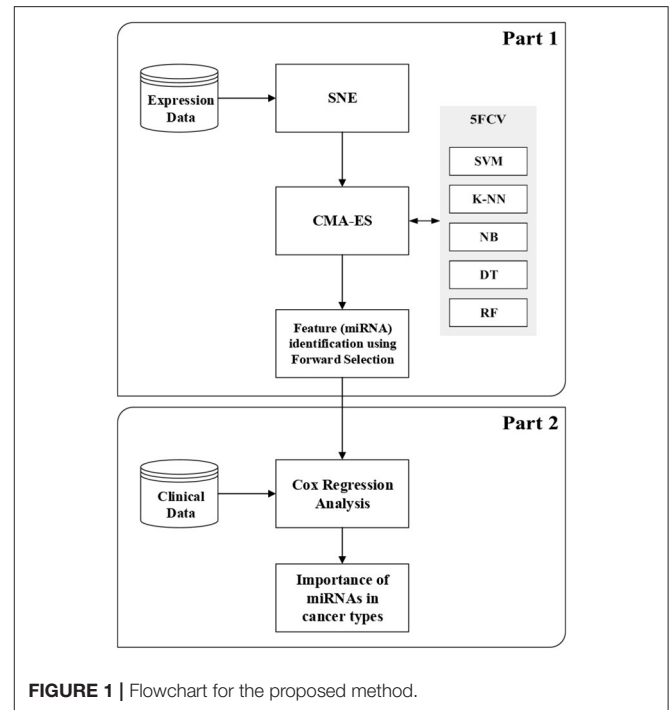 Part 1
Expression
Data
SNE
5FCV
SVM
K-NN
NB
DT
RF
CMA-ES
Feature (miRNA)
identification using
Forward Selection
Part 2
Clinical
Data
Cox Regression
Analysis
Importance of
miRNAs in
cancer types
FIGURE 1 | Flowchart for the proposed method.